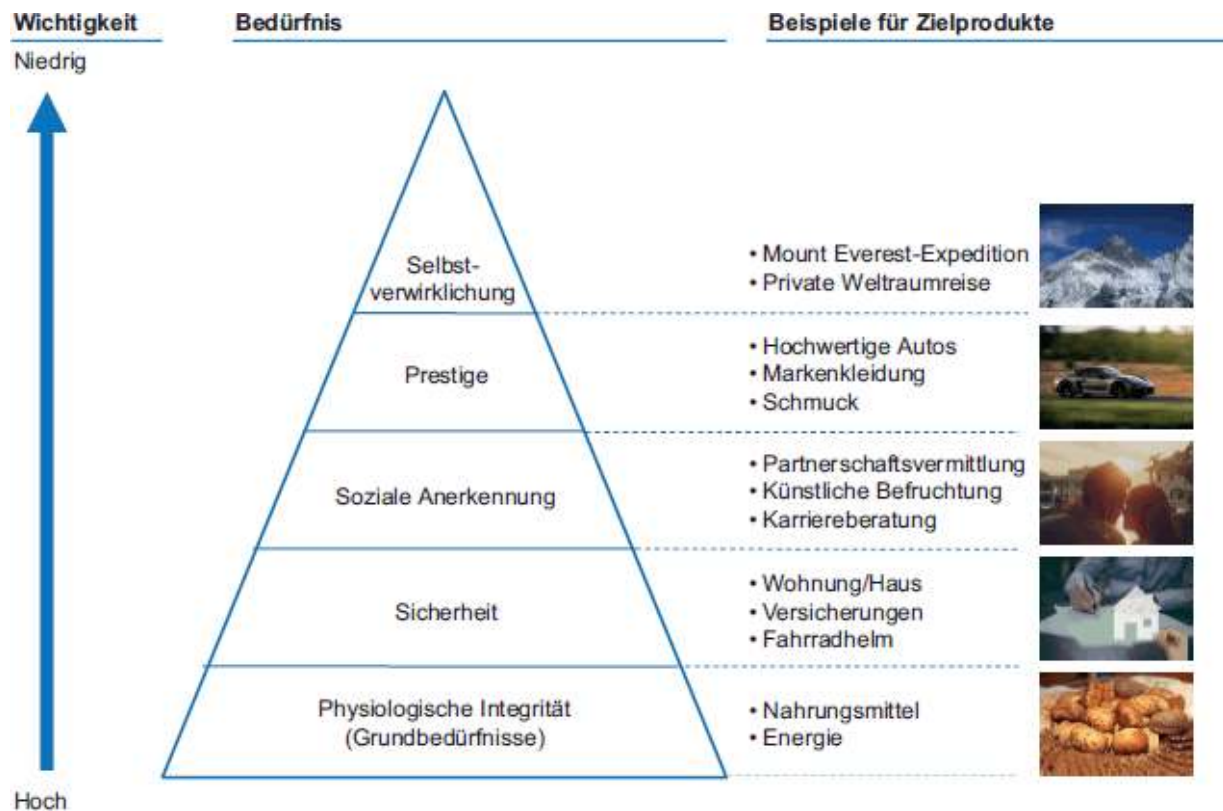 Wichtigkeit Bedürfnis Beispiele für Zielprodukte
Niedrig
Selbst-
verwirklichung
• Mount Everest-Expedition
• Private Weltraumreise
Prestige
• Hochwertige Autos
• Markenkleidung
• Schmuck
Soziale Anerkennung
• Partnerschaftsvermittlung
• Künstliche Befruchtung
• Karriereberatung
Sicherheit
• Wohnung/Haus
• Versicherungen
• Fahrradhelm
Physiologische Integrität
(Grundbedürfnisse)
• Nahrungsmittel
• Energie
Hoch